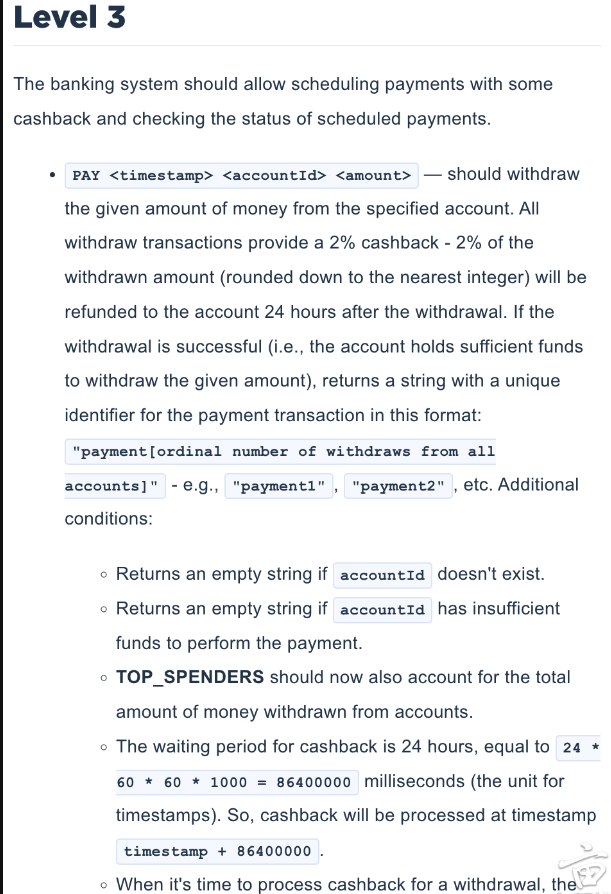 Level 3
The banking system should allow scheduling payments with some
cashback and checking the status of scheduled payments.
• PAY <timestamp> <accountId> <amount> — should withdraw
the given amount of money from the specified account. All
withdraw transactions provide a 2% cashback - 2% of the
withdrawn amount (rounded down to the nearest integer) will be
refunded to the account 24 hours after the withdrawal. If the
withdrawal is successful (i.e., the account holds sufficient funds
to withdraw the given amount), returns a string with a unique
identifier for the payment transaction in this format:
"payment[ordinal number of withdraws from all
accounts]" - e.g., "payment1", "payment2", etc. Additional
conditions:
◦ Returns an empty string if accountId doesn't exist.
◦ Returns an empty string if accountId has insufficient
funds to perform the payment.
◦ TOP_SPENDERS should now also account for the total
amount of money withdrawn from accounts.
◦ The waiting period for cashback is 24 hours, equal to 24 *
60 * 60 * 1000 = 86400000 milliseconds (the unit for
timestamps). So, cashback will be processed at timestamp
timestamp + 86400000.
◦ When it's time to process cashback for a withdrawal, the